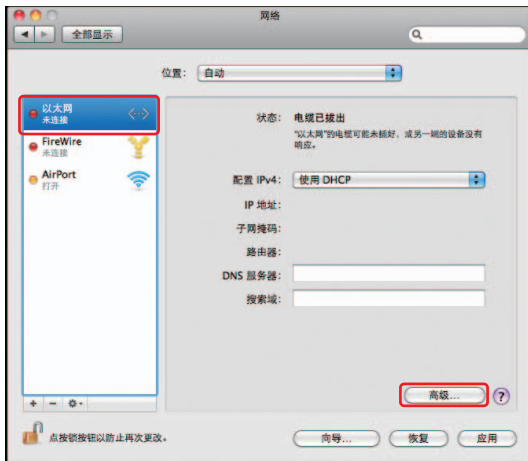 网络
全部显示
位置: 自动
以太网
未连接
FireWire
未连接
AirPort
打开
状态: 电缆已拔出
“以太网”的电缆可能未插好，或另一端的设备没有
响应。
配置 IPv4: 使用 DHCP
IP 地址:
子网掩码:
路由器:
DNS 服务器:
搜索域:
高级... ?
点按锁按钮以防止再次更改。
向导... 恢复 应用